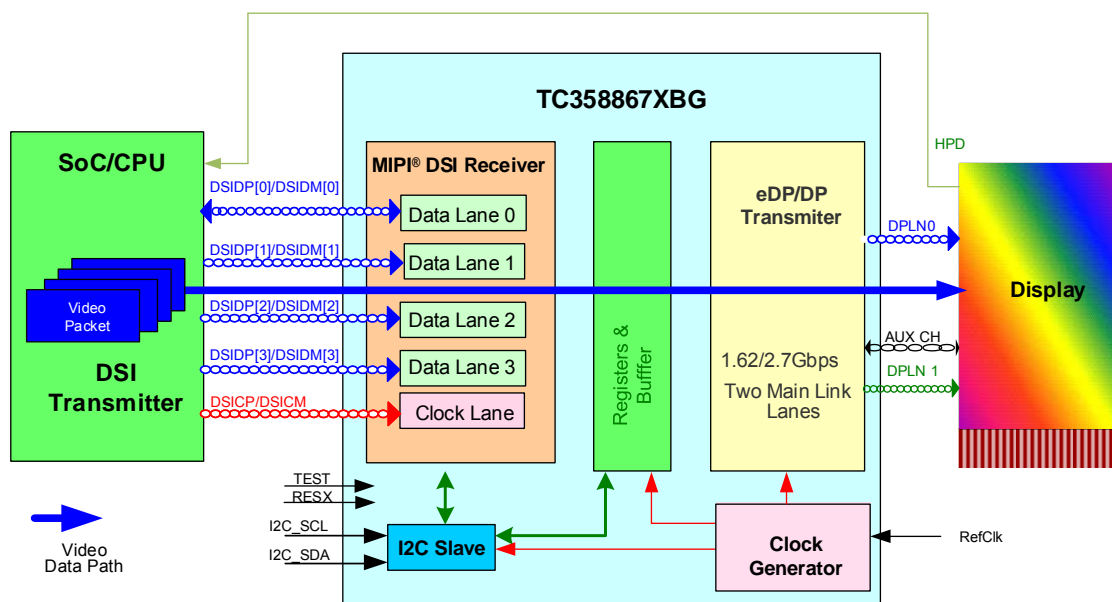 TC358867XBG
SoC/CPU
DSIDP[0]/DSIDM[0]
DSIDP[1]/DSIDM[1]
Video
Packet
DSIDP[2]/DSIDM[2]
DSIDP[3]/DSIDM[3]
DSI
Transmitter
DSICP/DSICM
MIPI® DSI Receiver
Data Lane 0
Data Lane 1
Data Lane 2
Data Lane 3
Clock Lane
Registers &
Bufffer
eDP/DP
Transmiter
1.62/2.7Gbps
Two Main Link
Lanes
HPD
DPLN0
Display
AUX CH
DPLN 1
TEST
RESX
I2C_SCL
I2C_SDA
I2C Slave
Clock
Generator
RefClk
Video
Data Path